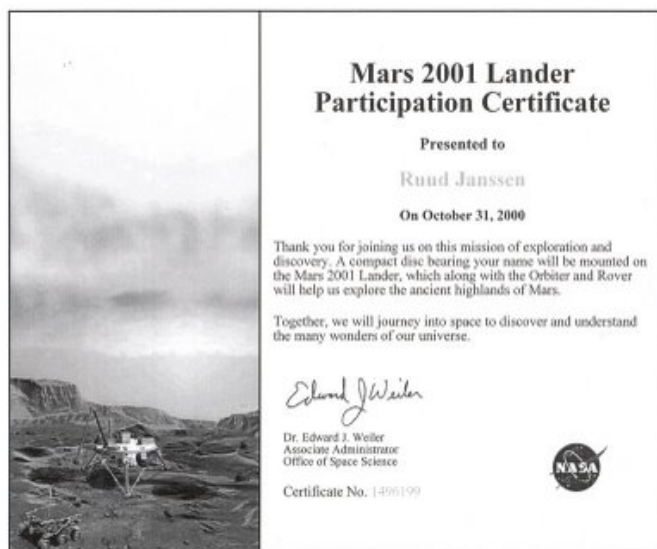 Mars 2001 Lander
Participation Certificate
Presented to
Ruud Janssen
On October 31, 2000
Thank you for joining us on this mission of exploration and
discovery. A compact disc bearing your name will be mounted on
the Mars 2001 Lander, which along with the Orbiter and Rover
will help us explore the ancient highlands of Mars.
Together, we will journey into space to discover and understand
the many wonders of our universe.
Edward J Weiler
Dr. Edward J. Weiler
Associate Administrator
Office of Space Science
NASA
Certificate No. 1496199